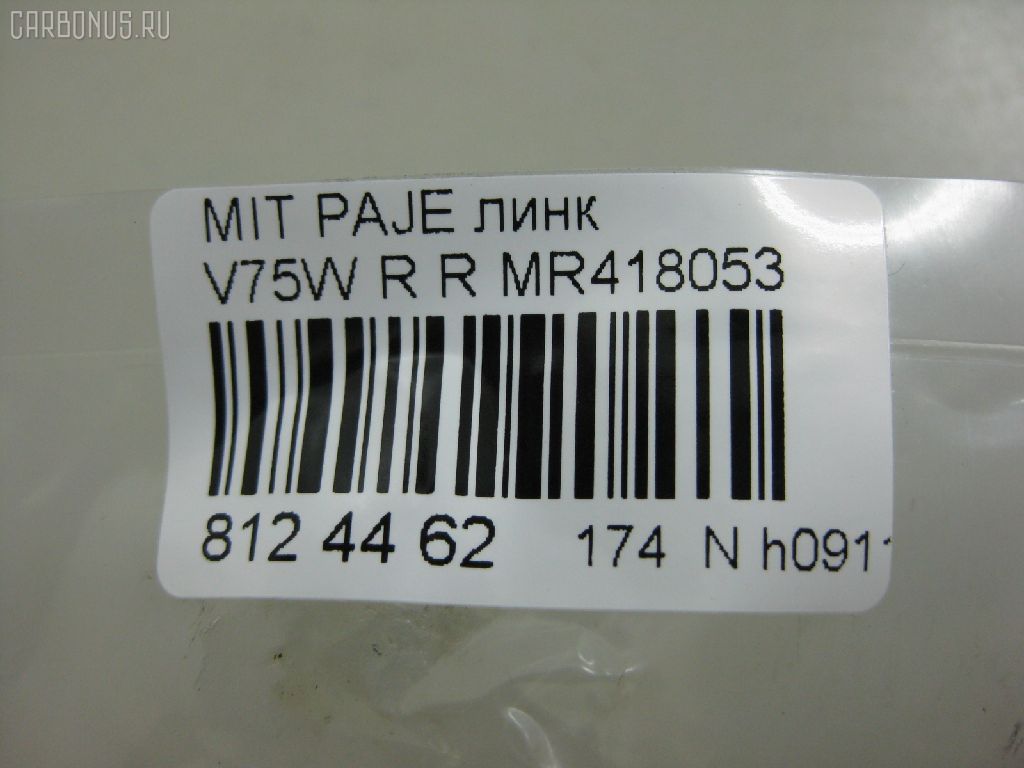 CARBONUS.RU
MIT PAJE линк
V75W R R MR418053
812 44 62 174 N h091